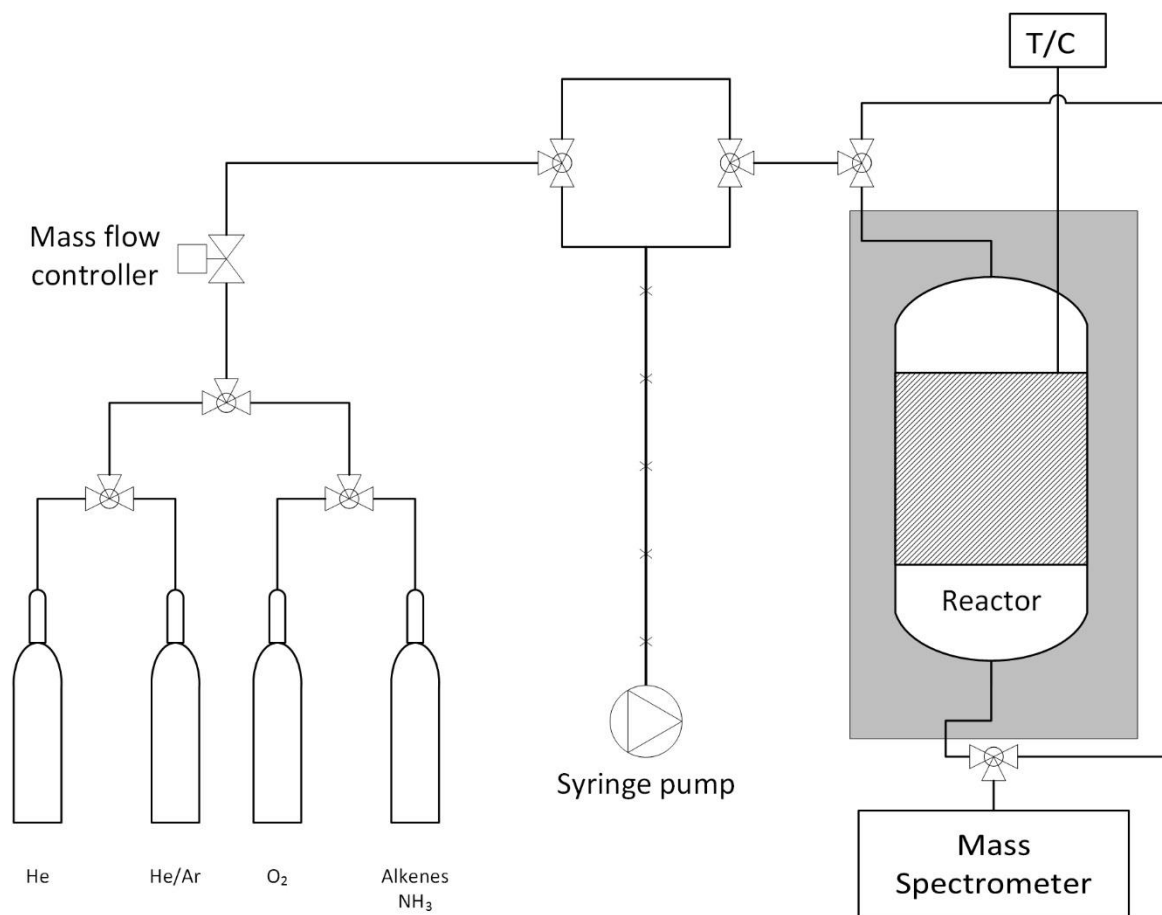 T/C
Mass flow
controller
Reactor
Syringe pump
Mass
Spectrometer
He
He/Ar
O₂
Alkenes
NH₃